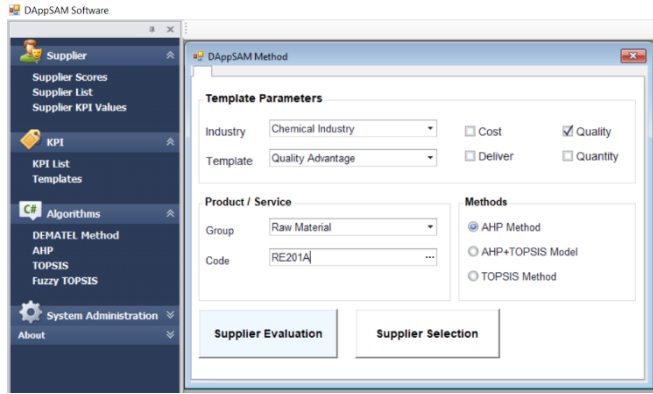 DAppSAM Software
Supplier
Supplier Scores
Supplier List
Supplier KPI Values
KPI
KPI List
Templates
C#
Algorithms
DEMATEL Method
AHP
TOPSIS
Fuzzy TOPSIS
System Administration
About
DAppSAM Method
Template Parameters
Industry Chemical Industry Cost Quality
Template Quality Advantage Deliver Quantity
Product / Service
Group Raw Material
Code RE201A ...
Methods
AHP Method
AHP+TOPSIS Model
TOPSIS Method
Supplier Evaluation Supplier Selection